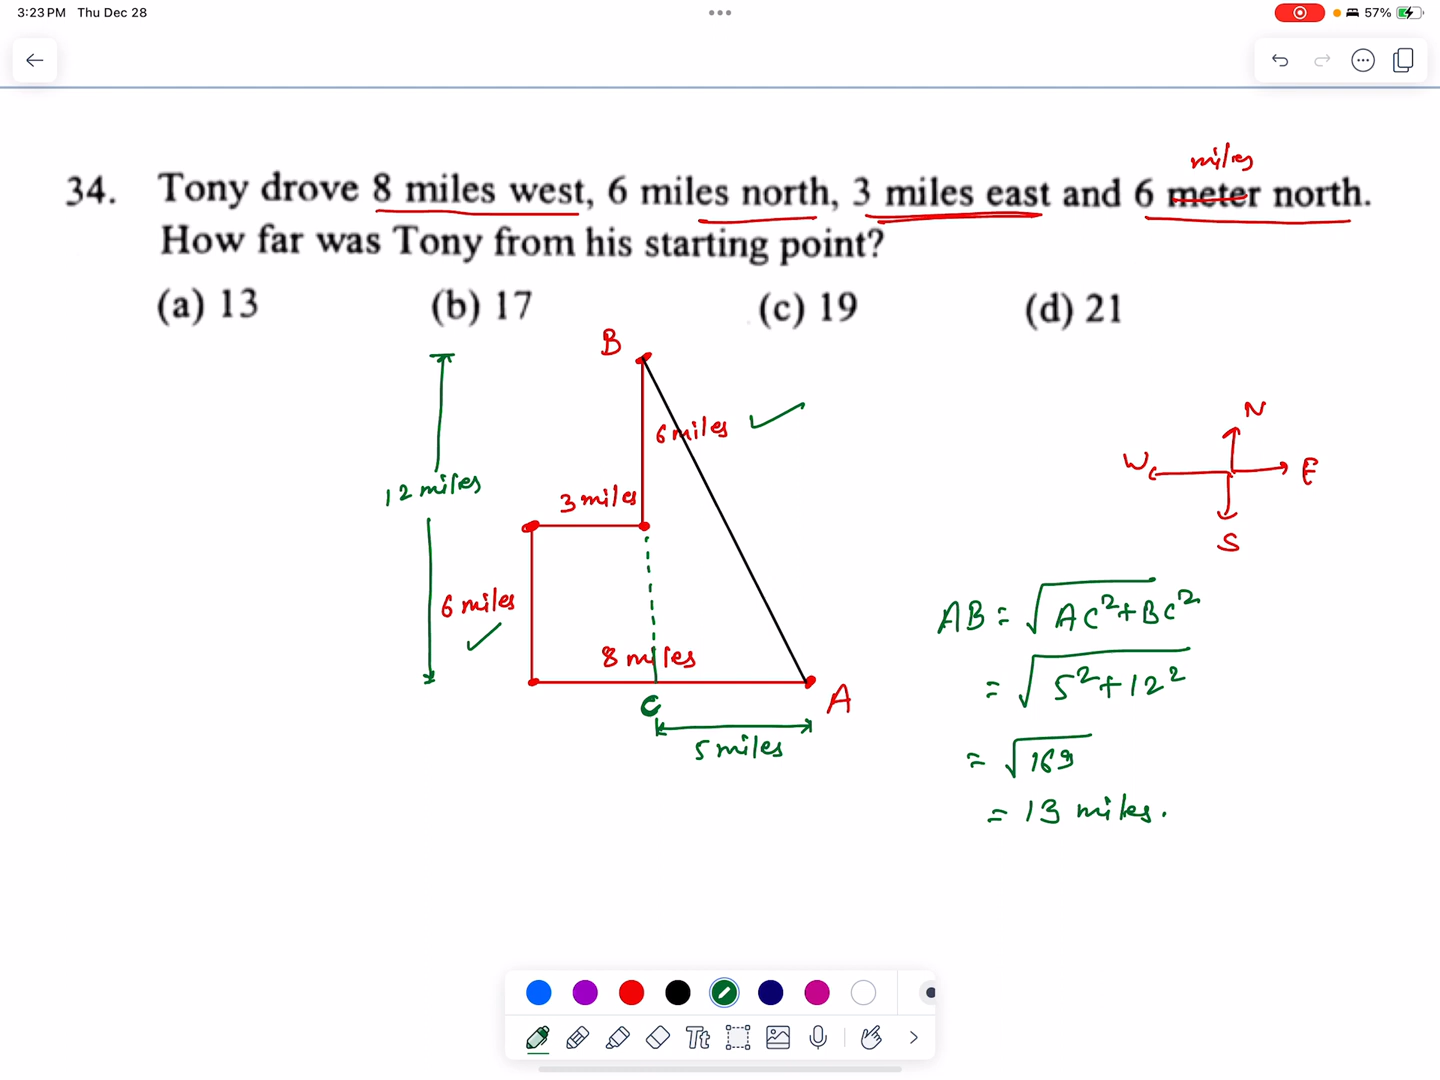 3:23 PM Thu Dec 28
57%
miles
34. Tony drove 8 miles west, 6 miles north, 3 miles east and 6 meter north.
How far was Tony from his starting point?
(a) 13 (b) 17 (c) 19 (d) 21
B
6 miles
N
W E
S
12 miles
3 miles
6 miles
8 miles
C
A
5 miles
AB = √AC²+BC²
= √5²+12²
= √169
= 13 miles.
Tt